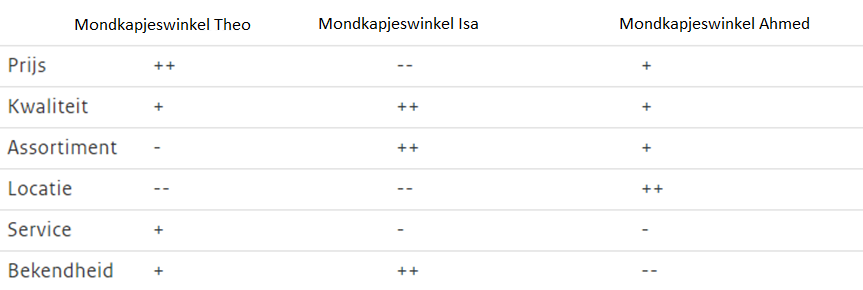 Mondkapjeswinkel Theo Mondkapjeswinkel Isa Mondkapjeswinkel Ahmed
Prijs ++ -- +
Kwaliteit + ++ +
Assortiment - ++ +
Locatie -- -- ++
Service + - -
Bekendheid + ++ --